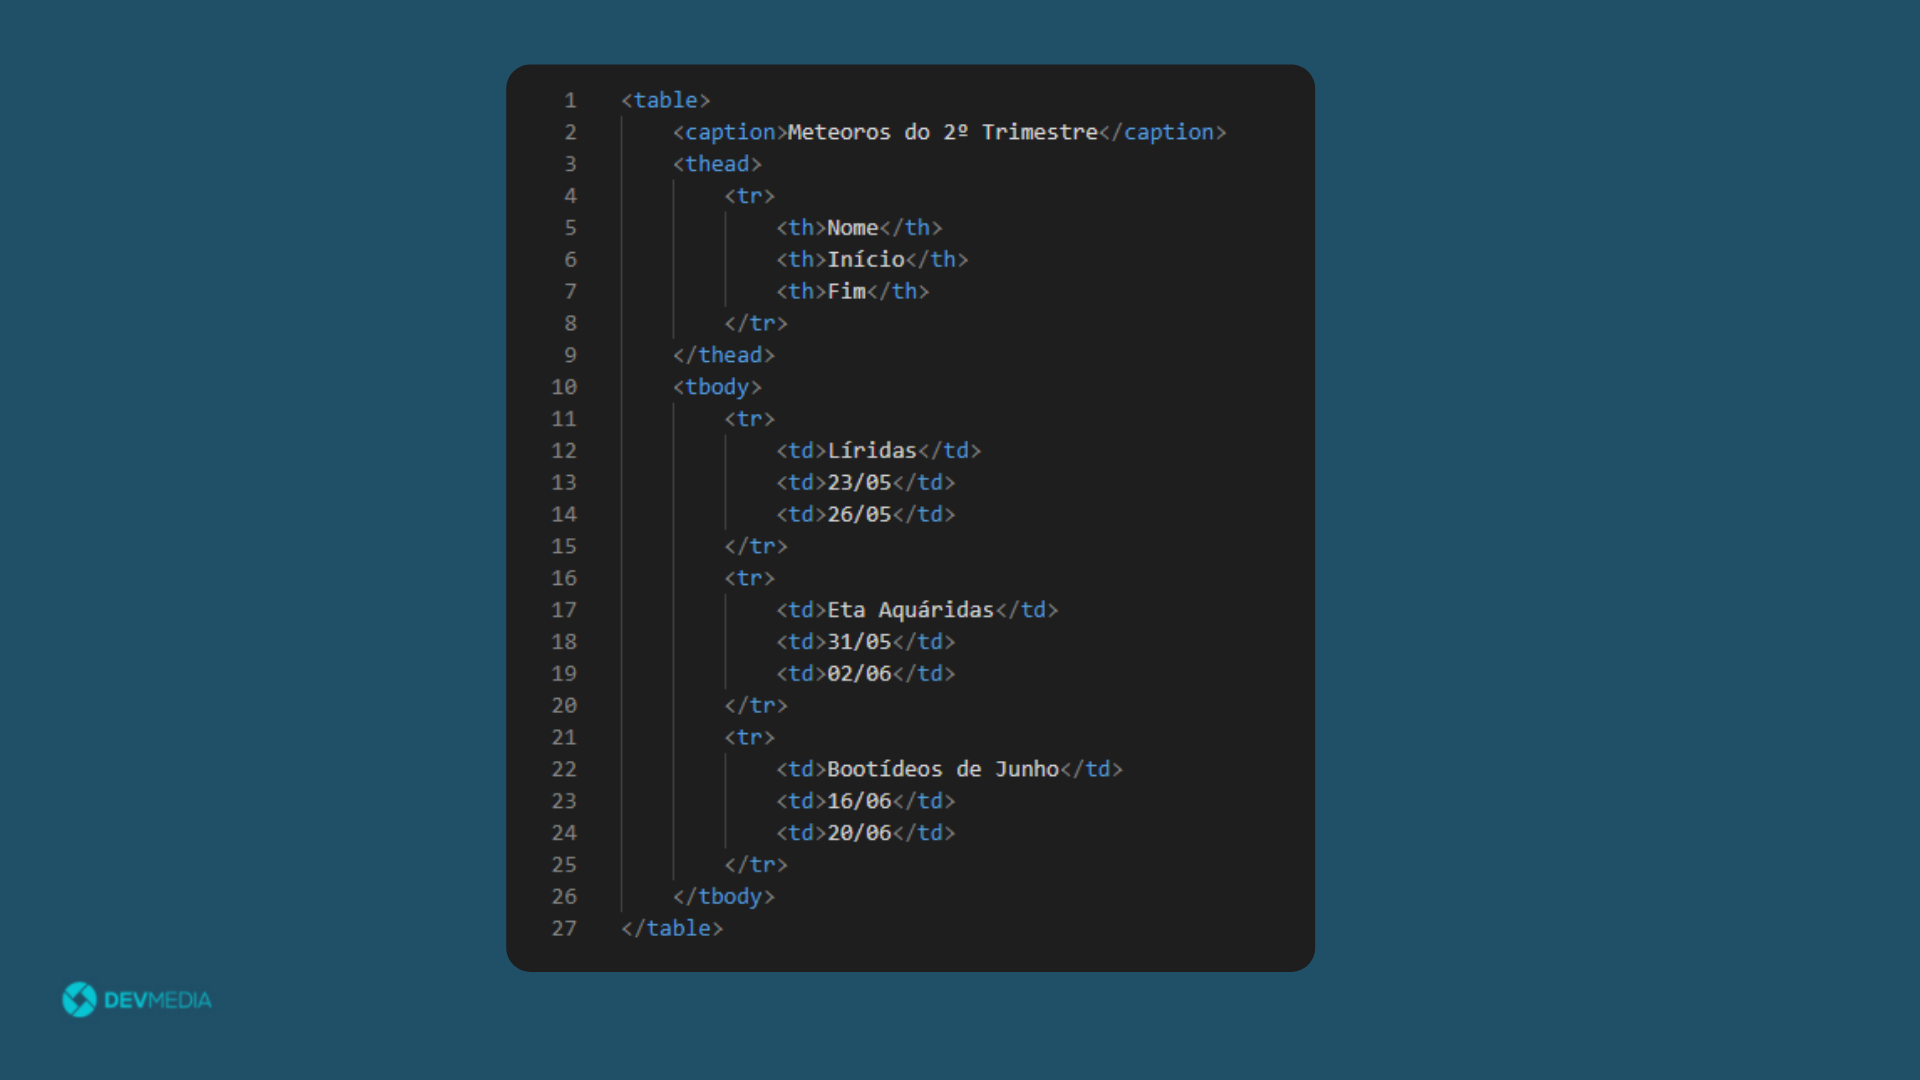 1 <table>
2 <caption>Meteoros do 2º Trimestre</caption>
3 <thead>
4 <tr>
5 <th>Nome</th>
6 <th>Início</th>
7 <th>Fim</th>
8 </tr>
9 </thead>
10 <tbody>
11 <tr>
12 <td>Líridas</td>
13 <td>23/05</td>
14 <td>26/05</td>
15 </tr>
16 <tr>
17 <td>Eta Aquáridas</td>
18 <td>31/05</td>
19 <td>02/06</td>
20 </tr>
21 <tr>
22 <td>Bootídeos de Junho</td>
23 <td>16/06</td>
24 <td>20/06</td>
25 </tr>
26 </tbody>
27 </table>
DEVMEDIA